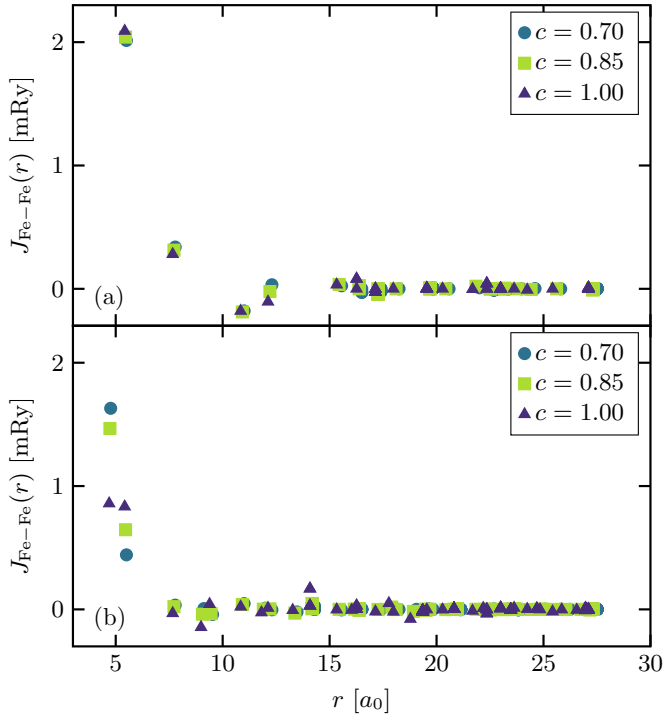 2
1
0
J_{Fe−Fe}(r) [mRy]
c = 0.70
c = 0.85
c = 1.00
(a)
2
1
0
J_{Fe−Fe}(r) [mRy]
c = 0.70
c = 0.85
c = 1.00
(b)
5 10 15 20 25 30
r [a_0]